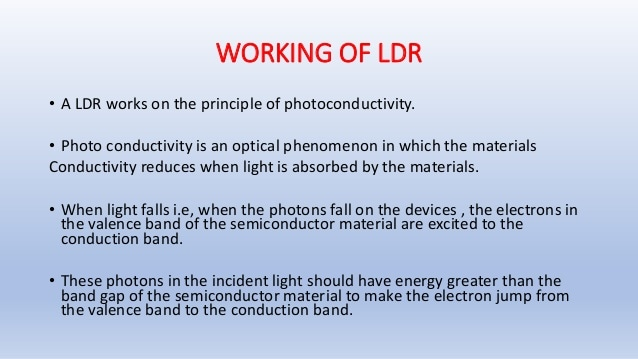 WORKING OF LDR
• A LDR works on the principle of photoconductivity.
• Photo conductivity is an optical phenomenon in which the materials
Conductivity reduces when light is absorbed by the materials.
• When light falls i.e, when the photons fall on the devices , the electrons in
the valence band of the semiconductor material are excited to the
conduction band.
• These photons in the incident light should have energy greater than the
band gap of the semiconductor material to make the electron jump from
the valence band to the conduction band.